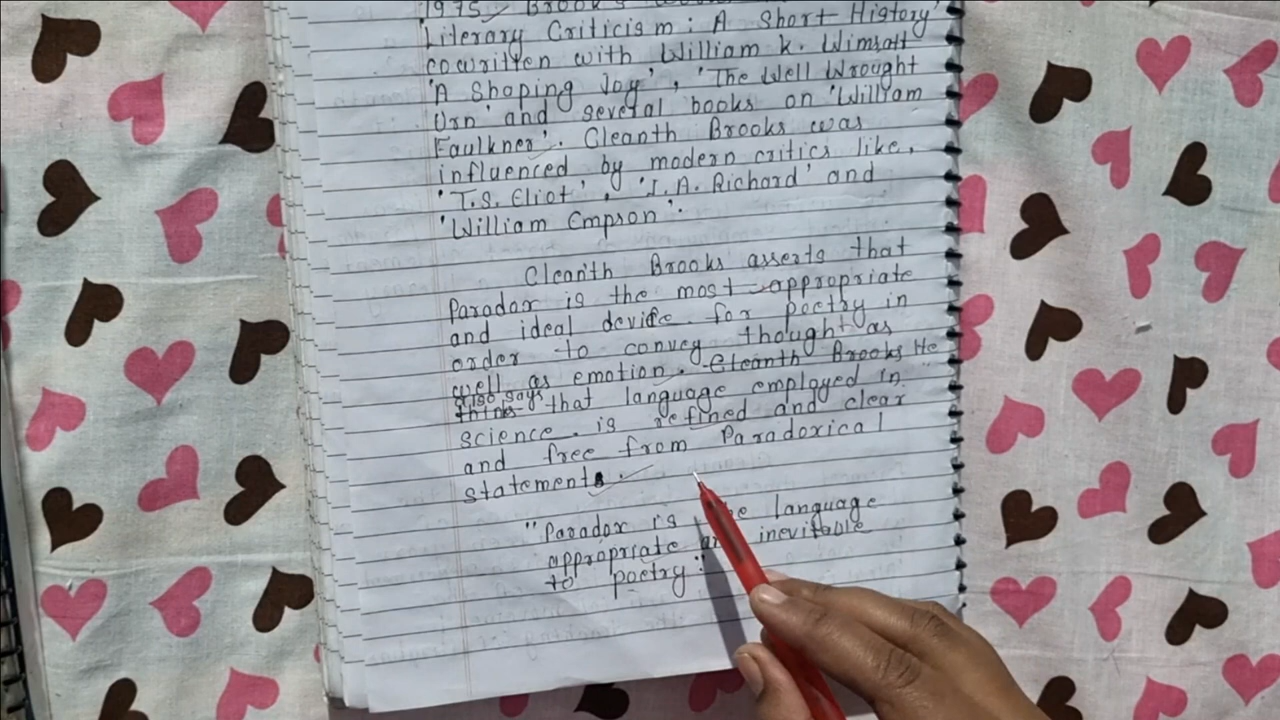 1975, Brook's
'Literary Criticism: A Short History'
cowritten with William K. Wimsatt
'A Shaping Joy', 'The Well Wrought
Urn' and several books on 'William
Faulkner'. Cleanth Brooks was
influenced by modern critics like,
'T.S. Eliot', 'I.A. Richard' and
'William Empson'.
Cleanth Brooks asserts that
Paradox is the most appropriate
and ideal device for poetry in
order to convey thought as
well as emotion. Cleanth Brooks He
also says
thinks that language employed in
science is refined and clear
and free from Paradoxical
statements.
"Paradox is the language
appropriate and inevitable
to poetry"